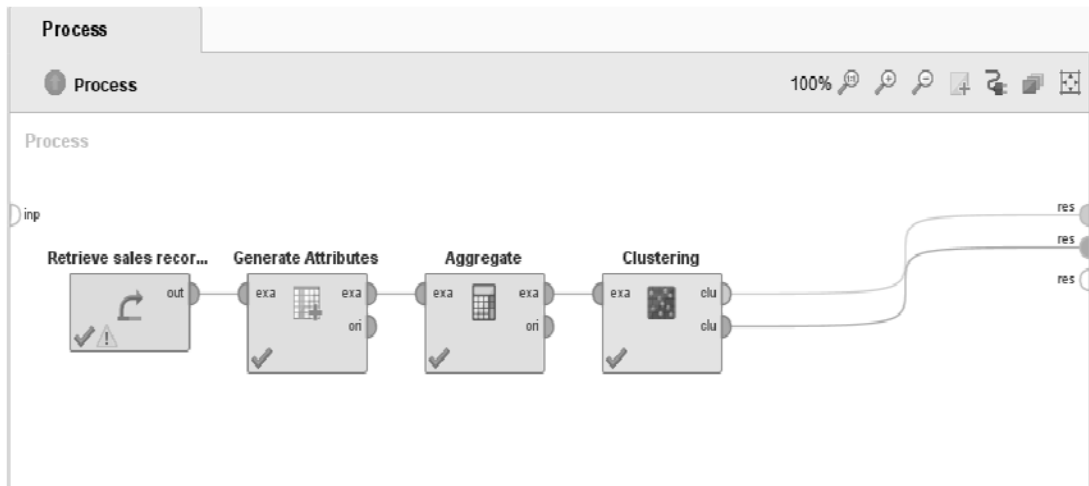 Process
Process
100%
Process
inp
res
res
res
Retrieve sales recor...
Generate Attributes
Aggregate
Clustering
out
exa
exa
ori
exa
exa
ori
exa
clu
clu